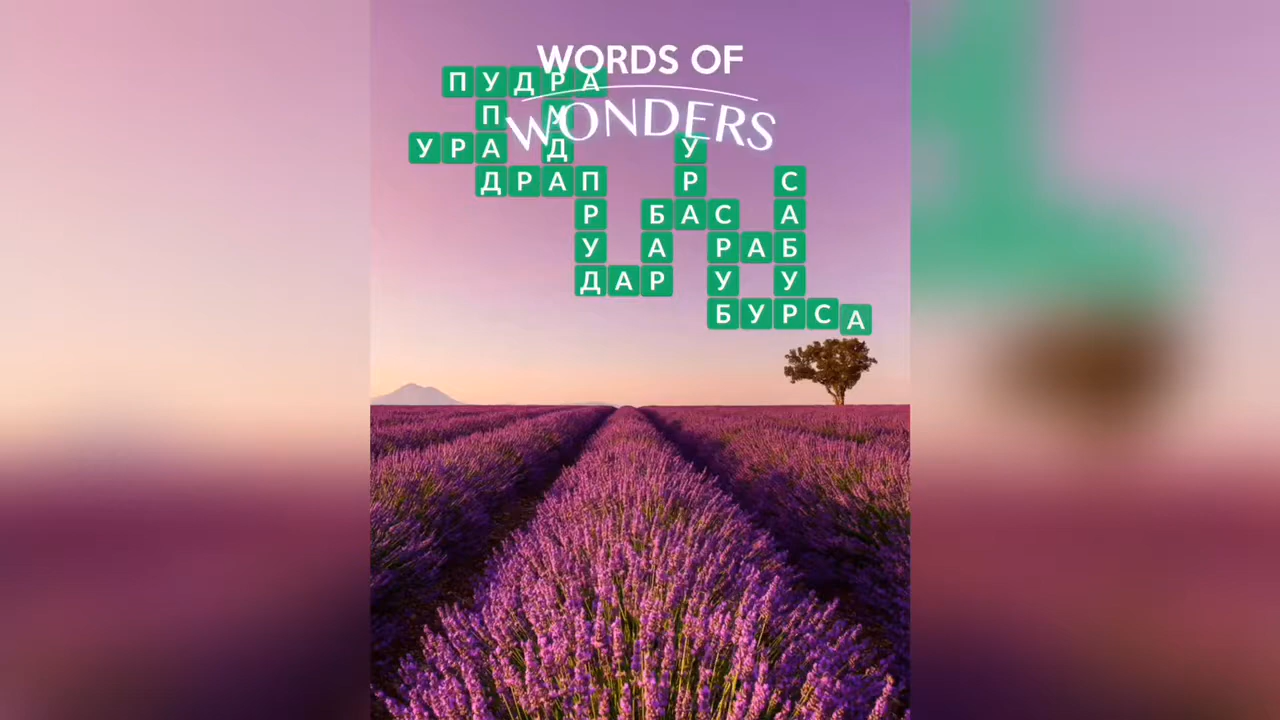 WORDS OF
WONDERS
ПУДРА
П
УРА Д У
ДРАП Р С
Р БАС А
У А РАБ
ДАР У У
БУРСА